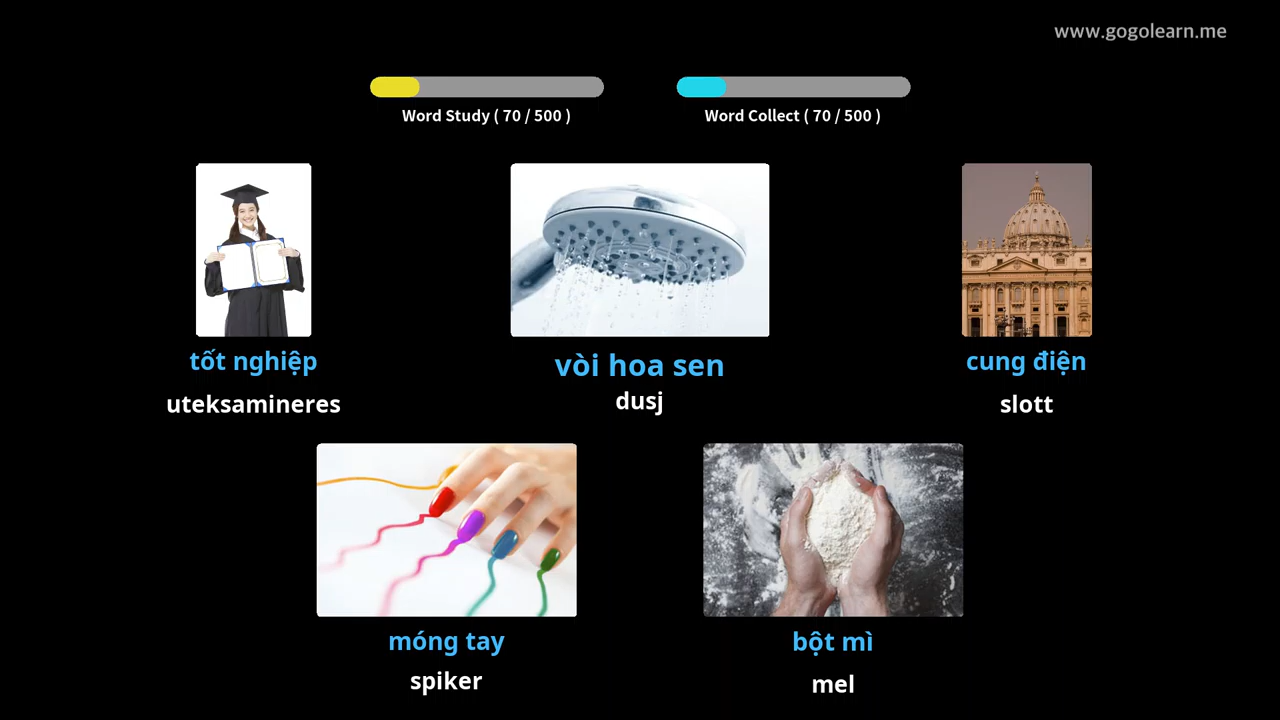 www.gogolearn.me
Word Study ( 70 / 500 )
Word Collect ( 70 / 500 )
tốt nghiệp
uteksamineres
vòi hoa sen
dusj
cung điện
slott
móng tay
spiker
bột mì
mel